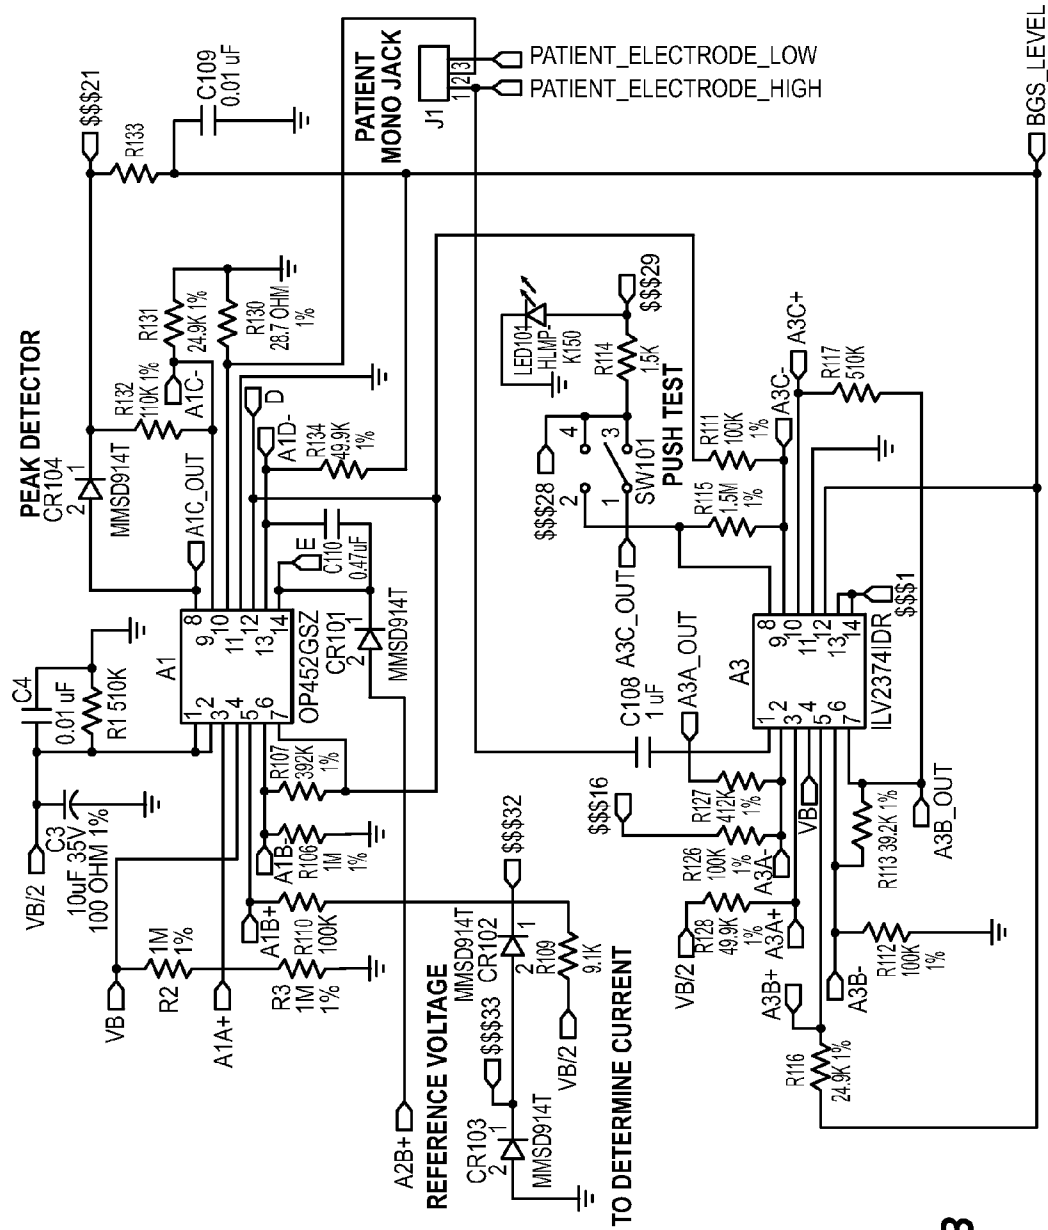 $$$21
R133
C109
0.01 uF
PATIENT
MONO JACK
J1
1 2 3
PATIENT_ELECTRODE_LOW
PATIENT_ELECTRODE_HIGH
BGS_LEVEL
PEAK DETECTOR
CR104
2 1
MMSD914T
R132
110K 1%
R131
24.9K 1%
A1C-
R130
28.7 OHM
1%
A1C_OUT
D
A1D-
R134
49.9K
1%
E
C110
0.47uF
CR101
2 1
MMSD914T
C4
0.01 uF
R1 510K
A1
OP452GSZ
1
2
3
4
5
6
7
8
9
10
11
12
13
14
VB/2
C3
10uF 35V
100 OHM 1%
VB
R2
1M
1%
A1A+
R3
1M
1%
A1B+
R110
100K
A1B-
R106
1M
1%
R107
392K
1%
A2B+
REFERENCE VOLTAGE
$$$32
MMSD914T
CR102
2 1
$$$33
CR103
2 1
MMSD914T
R109
9.1K
VB/2
TO DETERMINE CURRENT
LED101
HLMP-
K150
$$$29
R114
1.5K
$$$28
2 4
1 3
SW101
PUSH TEST
A3C_OUT
R115
1.5M
1%
R111
100K
1%
A3C-
A3C+
R117
510K
C108
1 uF
A3A_OUT
A3
ILV2374IDR
1
2
3
4
5
6
7
8
9
10
11
12
13
14
$$$1
$$$16
R127
412K
1%
R126
100K
1%
A3A-
VB
VB/2
R128
49.9K
1%
A3A+
R113 39.2K 1%
A3B_OUT
A3B+
A3B-
R112
100K
1%
R116
24.9K 1%
3